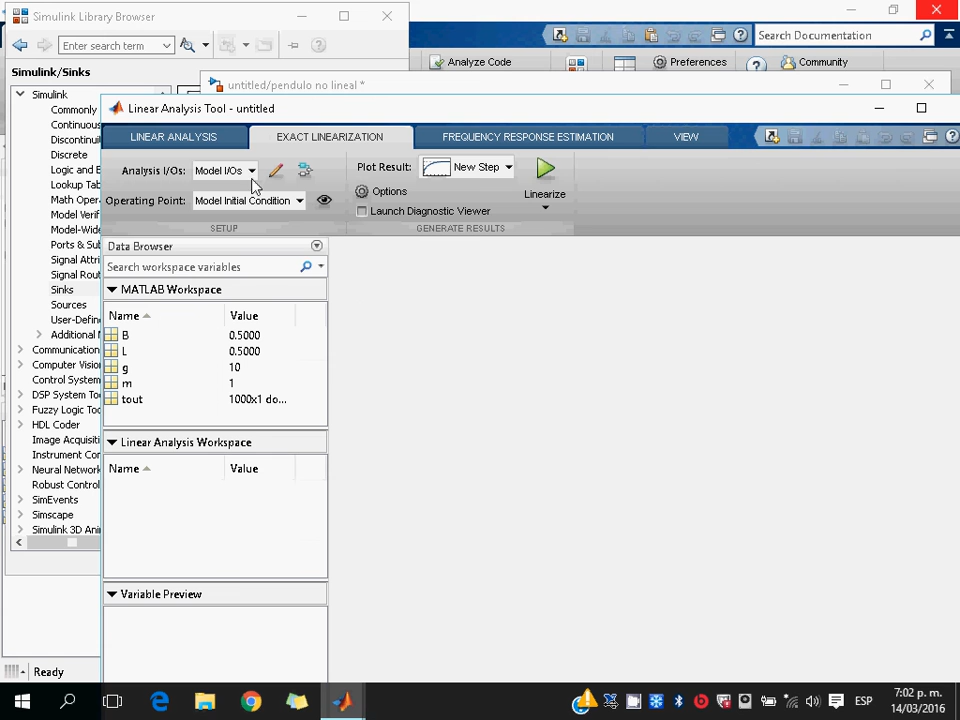 Simulink Library Browser
Enter search term
Search Documentation
Simulink/Sinks
Analyze Code
Preferences
Community
Simulink
untitled/pendulo no lineal *
Commonly
Continuous
Discontinui
Discrete
Logic and B
Lookup Tab
Math Oper
Model Verif
Model-Wide
Ports & Sub
Signal Attri
Signal Rout
Sinks
Sources
User-Define
Additional M
Communication
Computer Vision
Control System
DSP System To
Fuzzy Logic Too
HDL Coder
Image Acquisiti
Instrument Con
Neural Network
Robust Control
SimEvents
Simscape
Simulink 3D Ani
Ready
Linear Analysis Tool - untitled
LINEAR ANALYSIS
EXACT LINEARIZATION
FREQUENCY RESPONSE ESTIMATION
VIEW
Analysis I/Os: Model I/Os
Operating Point: Model Initial Condition
SETUP
Plot Result: New Step
Options
Launch Diagnostic Viewer
Linearize
GENERATE RESULTS
Data Browser
Search workspace variables
MATLAB Workspace
Name Value
B 0.5000
L 0.5000
g 10
m 1
tout 1000x1 do...
Linear Analysis Workspace
Name Value
Variable Preview
ESP
7:02 p. m.
14/03/2016